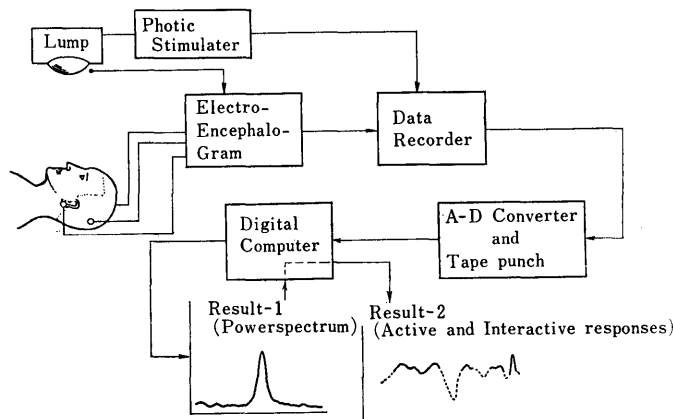 Lump
Photic
Stimulater
Electro-
Encephalo-
Gram
Data
Recorder
Digital
Computer
A-D Converter
and
Tape punch
Result-1
(Powerspectrum)
Result-2
(Active and Interactive responses)